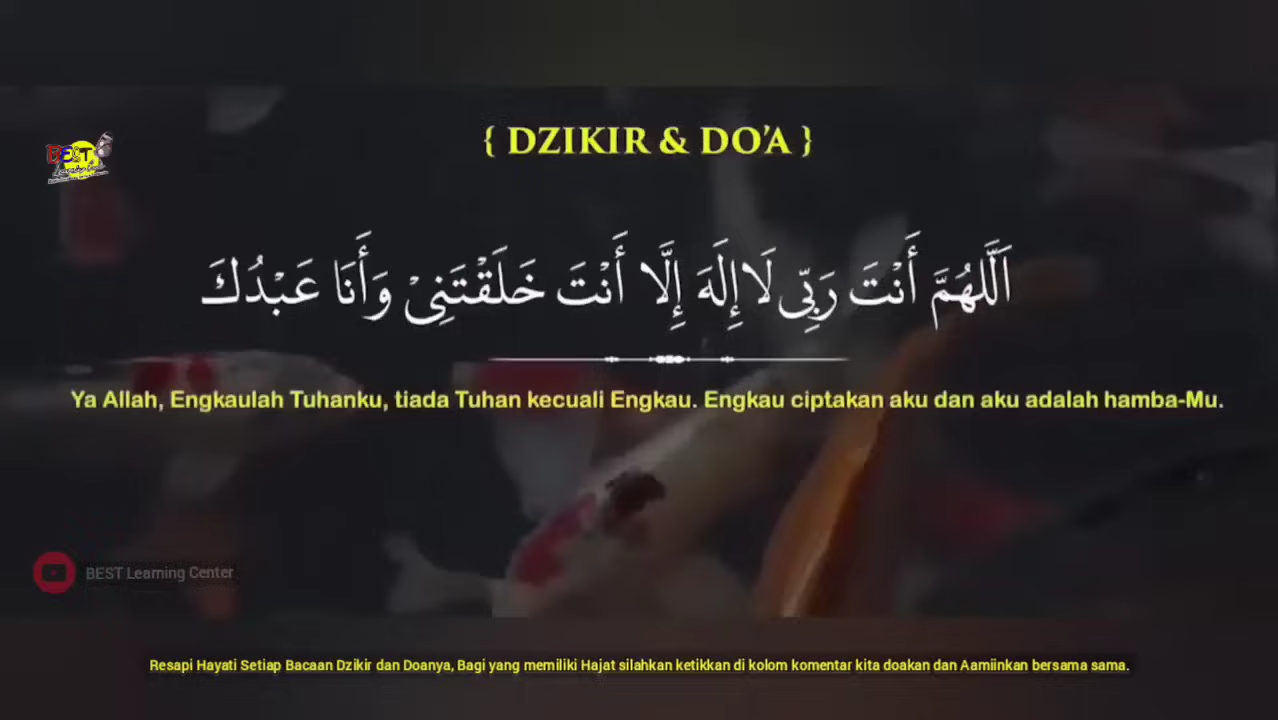 { DZIKIR & DO’A }
BEST
اَللَّهُمَّ أَنْتَ رَبِّى لَا إِلَهَ إِلَّا أَنْتَ خَلَقْتَنِىْ وَأَنَا عَبْدُكَ
Ya Allah, Engkaulah Tuhanku, tiada Tuhan kecuali Engkau. Engkau ciptakan aku dan aku adalah hamba-Mu.
BEST Learning Center
Resapi Hayati Setiap Bacaan Dzikir dan Doanya, Bagi yang memiliki Hajat silahkan ketikkan di kolom komentar kita doakan dan Aamiinkan bersama sama.